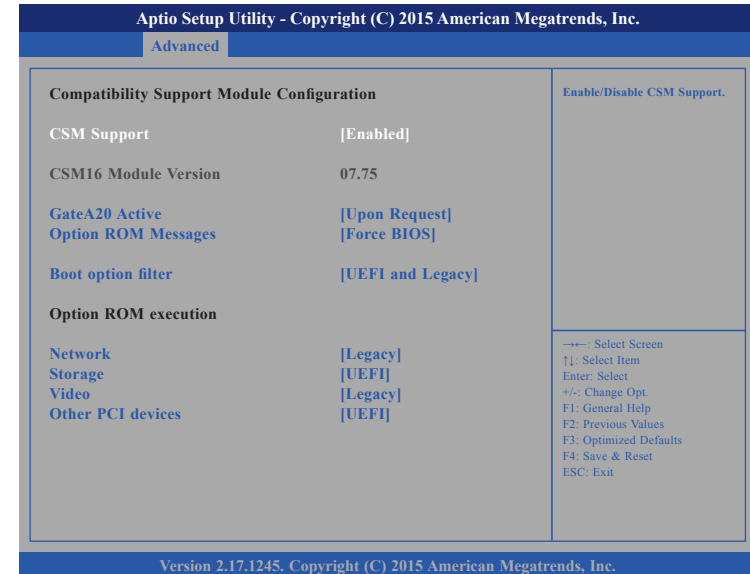 Aptio Setup Utility - Copyright (C) 2015 American Megatrends, Inc.
Advanced
Compatibility Support Module Configuration
CSM Support [Enabled]
CSM16 Module Version 07.75
GateA20 Active [Upon Request]
Option ROM Messages [Force BIOS]
Boot option filter [UEFI and Legacy]
Option ROM execution
Network [Legacy]
Storage [UEFI]
Video [Legacy]
Other PCI devices [UEFI]
Enable/Disable CSM Support.
→←: Select Screen
↑↓: Select Item
Enter: Select
+/-: Change Opt.
F1: General Help
F2: Previous Values
F3: Optimized Defaults
F4: Save & Reset
ESC: Exit
Version 2.17.1245. Copyright (C) 2015 American Megatrends, Inc.